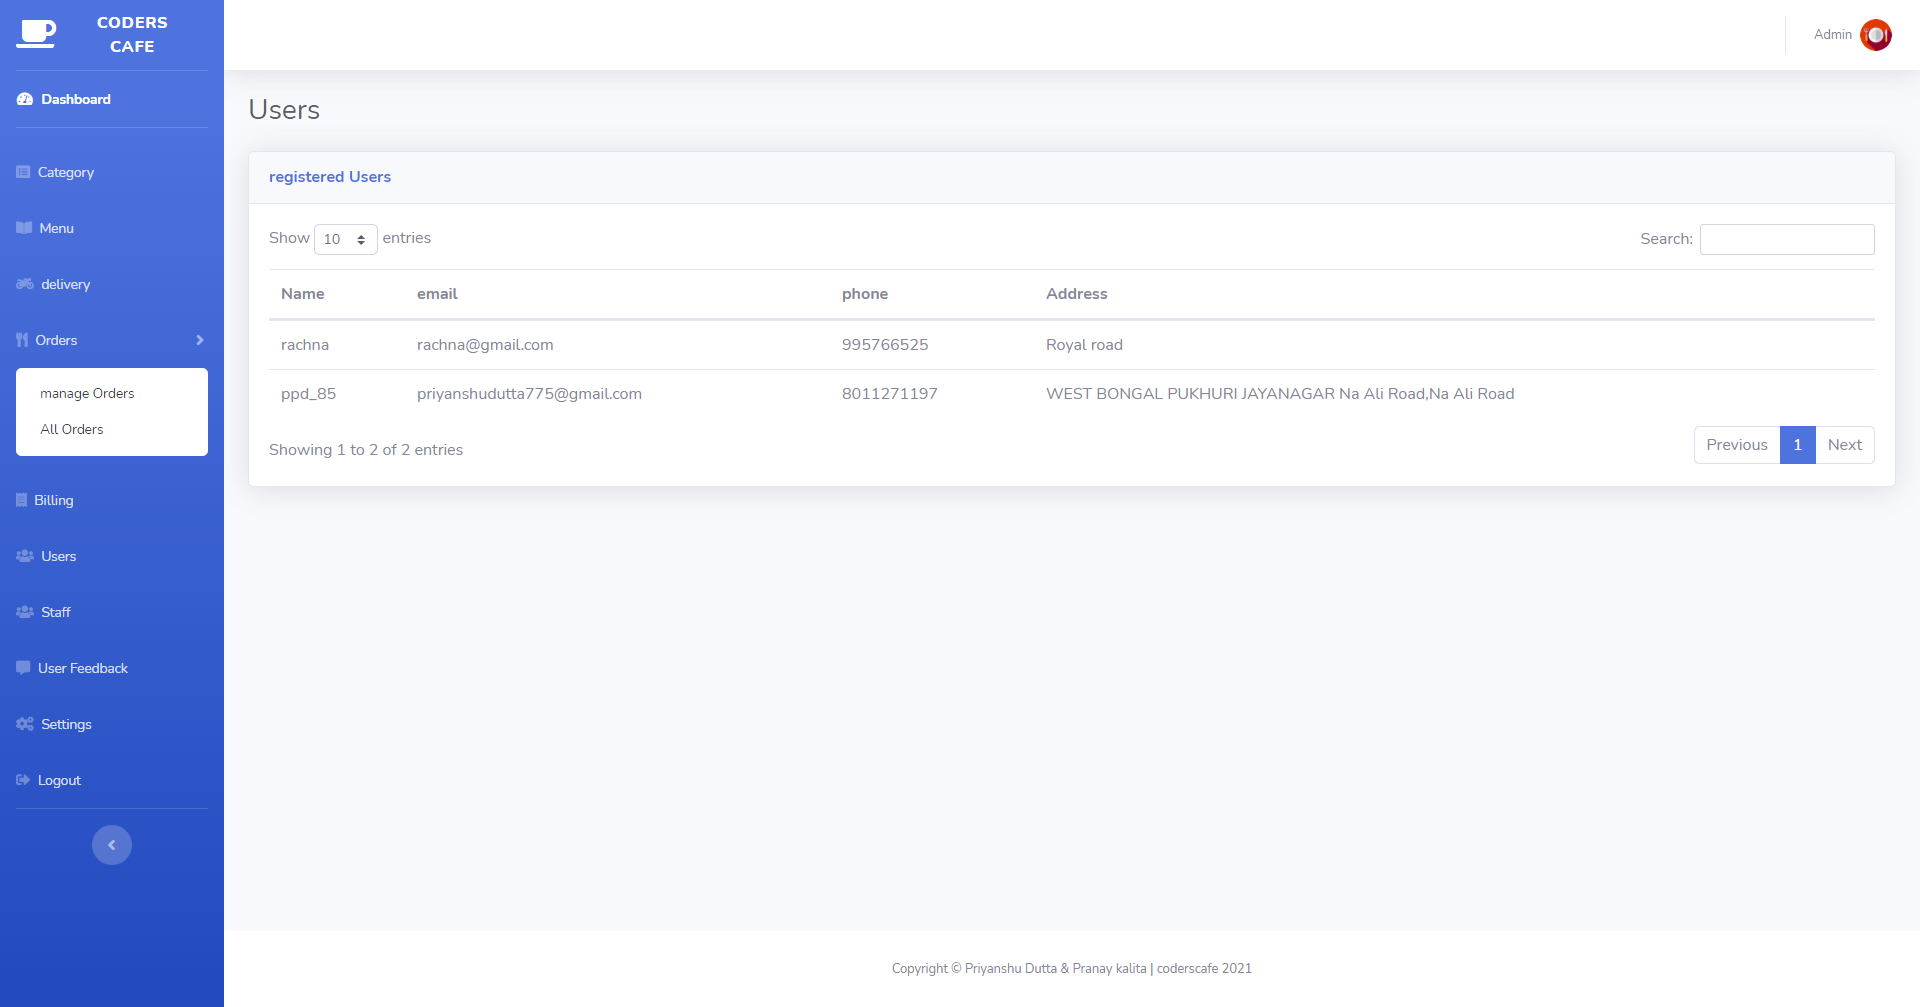 CODERS
CAFE
Dashboard
Category
Menu
delivery
Orders
manage Orders
All Orders
Billing
Users
Staff
User Feedback
Settings
Logout
Admin
Users
registered Users
Show 10 entries
Search:
Name email phone Address
rachna rachna@gmail.com 995766525 Royal road
ppd_85 priyanshudutta775@gmail.com 8011271197 WEST BONGAL PUKHURI JAYANAGAR Na Ali Road,Na Ali Road
Showing 1 to 2 of 2 entries
Previous 1 Next
Copyright © Priyanshu Dutta & Pranay kalita | coderscafe 2021